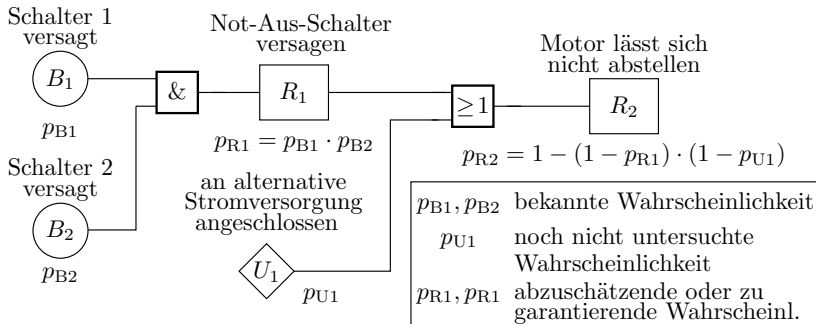 Schalter 1
versagt
B₁
p_B1
Schalter 2
versagt
B₂
p_B2
&
Not-Aus-Schalter
versagen
R₁
p_R1 = p_B1 · p_B2
an alternative
Stromversorgung
angeschlossen
U₁
p_U1
≥1
Motor lässt sich
nicht abstellen
R₂
p_R2 = 1 − (1 − p_R1) · (1 − p_U1)
p_B1, p_B2 bekannte Wahrscheinlichkeit
p_U1 noch nicht untersuchte
Wahrscheinlichkeit
p_R1, p_R1 abzuschätzende oder zu
garantierende Wahrscheinl.